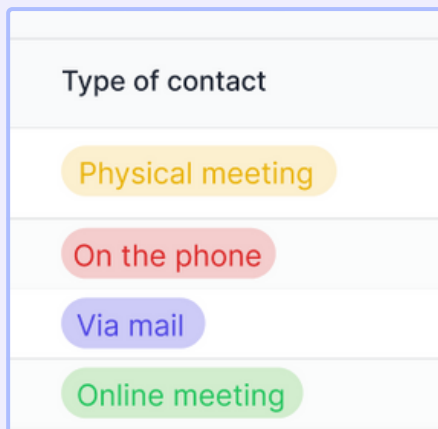 Type of contact
Physical meeting
On the phone
Via mail
Online meeting